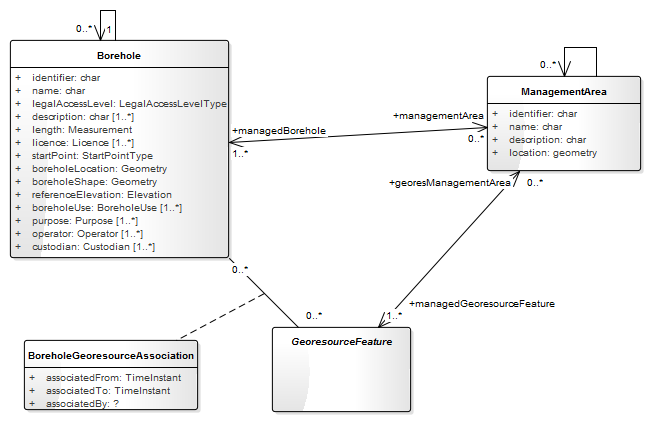 0..*
1
Borehole
+ identifier: char
+ name: char
+ legalAccessLevel: LegalAccessLevelType
+ description: char [1..*]
+ length: Measurement
+ licence: Licence [1..*]
+ startPoint: StartPointType
+ boreholeLocation: Geometry
+ boreholeShape: Geometry
+ referenceElevation: Elevation
+ boreholeUse: BoreholeUse [1..*]
+ purpose: Purpose [1..*]
+ operator: Operator [1..*]
+ custodian: Custodian [1..*]
0..*
ManagementArea
+ identifier: char
+ name: char
+ description: char
+ location: geometry
+managementArea
0..*
+managedBorehole
1..*
+georesManagementArea
0..*
0..*
0..*
+managedGeoresourceFeature
1..*
GeoresourceFeature
BoreholeGeoresourceAssociation
+ associatedFrom: TimeInstant
+ associatedTo: TimeInstant
+ associatedBy: ?